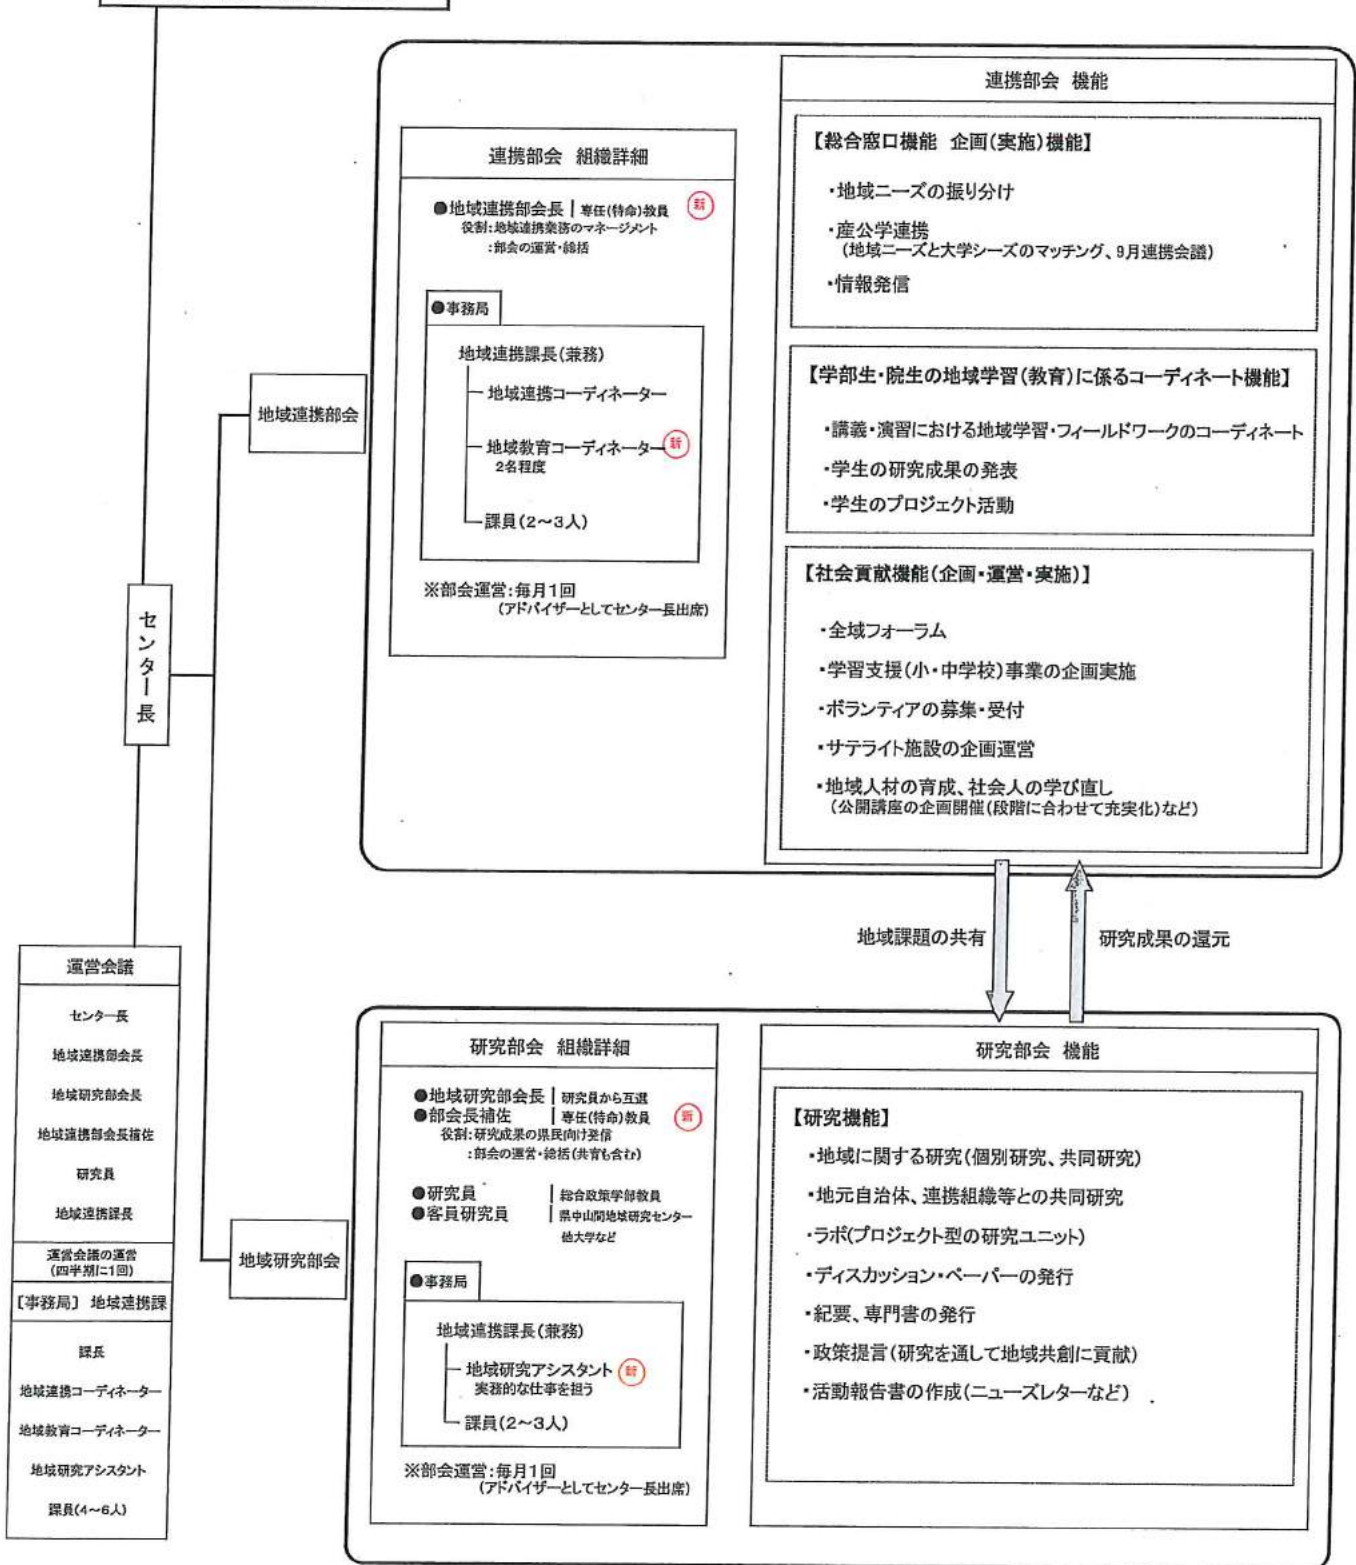 連携部会 機能
【総合窓口機能 企画(実施)機能】
・地域ニーズの振り分け
・産公学連携
(地域ニーズと大学シーズのマッチング、9月連携会議)
・情報発信
【学部生・院生の地域学習(教育)に係るコーディネート機能】
・講義・演習における地域学習・フィールドワークのコーディネート
・学生の研究成果の発表
・学生のプロジェクト活動
【社会貢献機能(企画・運営・実施)】
・全域フォーラム
・学習支援(小・中学校)事業の企画実施
・ボランティアの募集・受付
・サテライト施設の企画運営
・地域人材の育成、社会人の学び直し
(公開講座の企画開催(段階に合わせて充実化)など)
連携部会 組織詳細
●地域連携部会長 | 専任(特命)教員 新
役割:地域連携業務のマネージメント
:部会の運営・総括
●事務局
地域連携課長(兼務)
地域連携コーディネーター
地域教育コーディネーター 新
2名程度
課員(2〜3人)
※部会運営:毎月1回
(アドバイザーとしてセンター長出席)
地域連携部会
センター長
地域課題の共有
研究成果の還元
運営会議
センター長
地域連携部会長
地域研究部会長
地域連携部会長補佐
研究員
地域連携課長
運営会議の運営
(四半期に1回)
[事務局] 地域連携課
課長
地域連携コーディネーター
地域教育コーディネーター
地域研究アシスタント
課員(4〜6人)
地域研究部会
研究部会 組織詳細
●地域研究部会長 | 研究員から互選
●部会長補佐 | 専任(特命)教員 新
役割:研究成果の県民向け発信
:部会の運営・総括(共育も含む)
●研究員 | 総合政策学部教員
●客員研究員 | 県中山間地域研究センター
他大学など
●事務局
地域連携課長(兼務)
地域研究アシスタント 新
実務的な仕事を担う
課員(2〜3人)
※部会運営:毎月1回
(アドバイザーとしてセンター長出席)
研究部会 機能
【研究機能】
・地域に関する研究(個別研究、共同研究)
・地元自治体、連携組織等との共同研究
・ラボ(プロジェクト型の研究ユニット)
・ディスカッション・ペーパーの発行
・紀要、専門書の発行
・政策提言(研究を通して地域共創に貢献)
・活動報告書の作成(ニューズレターなど)